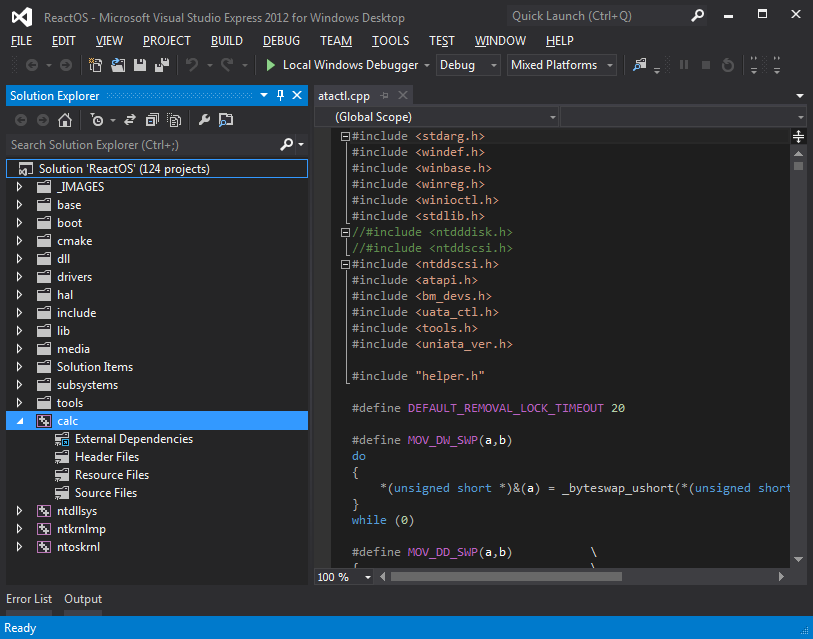 ReactOS - Microsoft Visual Studio Express 2012 for Windows Desktop
Quick Launch (Ctrl+Q)
FILE EDIT VIEW PROJECT BUILD DEBUG TEAM TOOLS TEST WINDOW HELP
Local Windows Debugger Debug Mixed Platforms
Solution Explorer
Search Solution Explorer (Ctrl+;)
Solution 'ReactOS' (124 projects)
_IMAGES
base
boot
cmake
dll
drivers
hal
include
lib
media
Solution Items
subsystems
tools
calc
External Dependencies
Header Files
Resource Files
Source Files
ntdllsys
ntkrnlmp
ntoskrnl
atactl.cpp
(Global Scope)
#include <stdarg.h>
#include <windef.h>
#include <winbase.h>
#include <winreg.h>
#include <winioctl.h>
#include <stdlib.h>
//#include <ntdddisk.h>
//#include <ntddscsi.h>
#include <ntddscsi.h>
#include <atapi.h>
#include <bm_devs.h>
#include <uata_ctl.h>
#include <tools.h>
#include <uniata_ver.h>
#include "helper.h"
#define DEFAULT_REMOVAL_LOCK_TIMEOUT 20
#define MOV_DW_SWP(a,b)
do
{
*(unsigned short *)&(a) = _byteswap_ushort(*(unsigned short
}
while (0)
#define MOV_DD_SWP(a,b) \
{ \
100 %
Error List Output
Ready